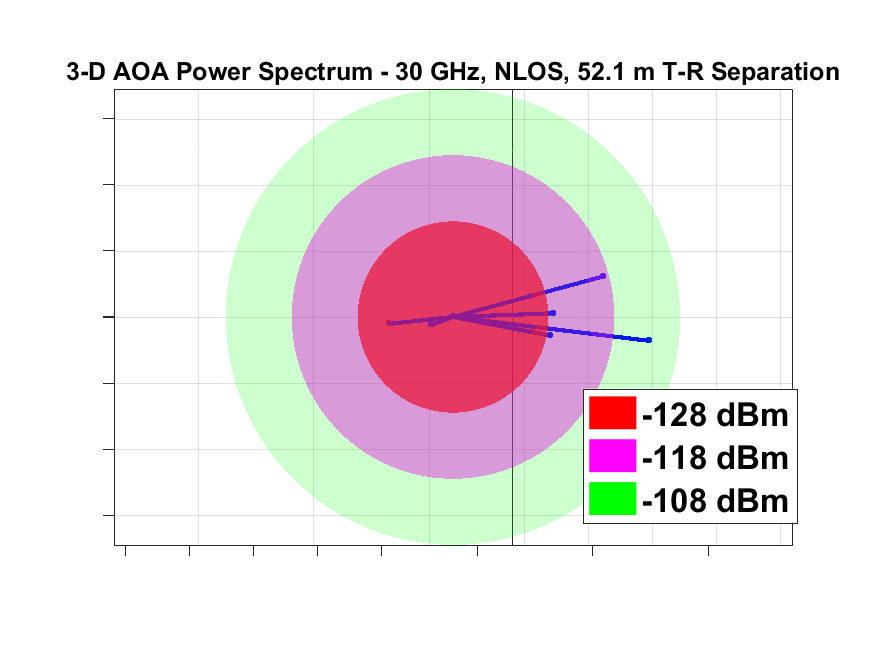 3-D AOA Power Spectrum - 30 GHz, NLOS, 52.1 m T-R Separation
-128 dBm
-118 dBm
-108 dBm